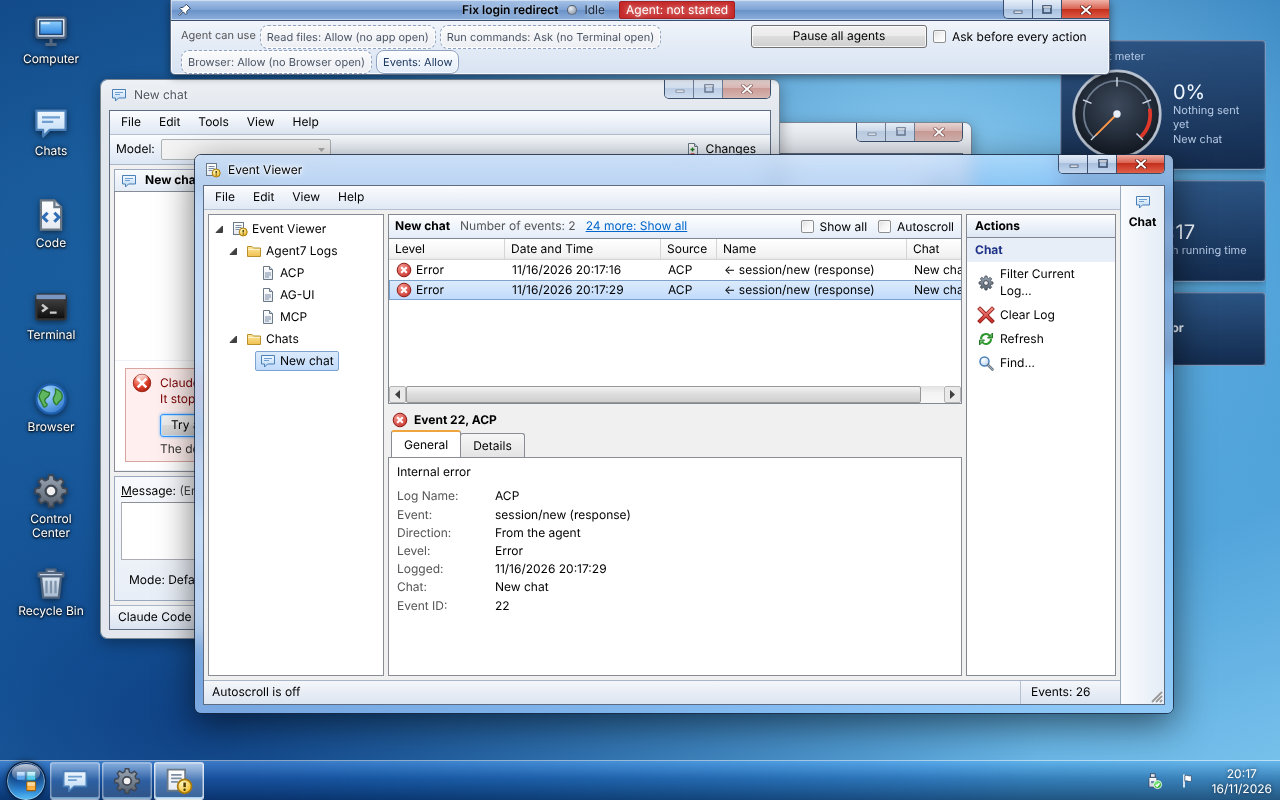 Fix login redirect
Idle
Agent: not started
Agent can use
Read files: Allow (no app open)
Run commands: Ask (no Terminal open)
Browser: Allow (no Browser open)
Events: Allow
Pause all agents
Ask before every action
Computer
Chats
Code
Terminal
Browser
Control
Center
Recycle Bin
meter
0%
Nothing sent
yet
New chat
17
running time
New chat
File
Edit
Tools
View
Help
Model:
Changes
New cha
Claude
It stop
Try
The de
Message:
Mode: Defa
Claude Code
Event Viewer
File
Edit
View
Help
Event Viewer
Agent7 Logs
ACP
AG-UI
MCP
Chats
New chat
New chat
Number of events: 2
24 more: Show all
Show all
Autoscroll
Level
Date and Time
Source
Name
Chat
Error
11/16/2026 20:17:16
ACP
← session/new (response)
New cha
Error
11/16/2026 20:17:29
ACP
← session/new (response)
New cha
Event 22, ACP
General
Details
Internal error
Log Name:
ACP
Event:
session/new (response)
Direction:
From the agent
Level:
Error
Logged:
11/16/2026 20:17:29
Chat:
New chat
Event ID:
22
Actions
Chat
Filter Current
Log...
Clear Log
Refresh
Find...
Chat
Autoscroll is off
Events: 26
20:17
16/11/2026